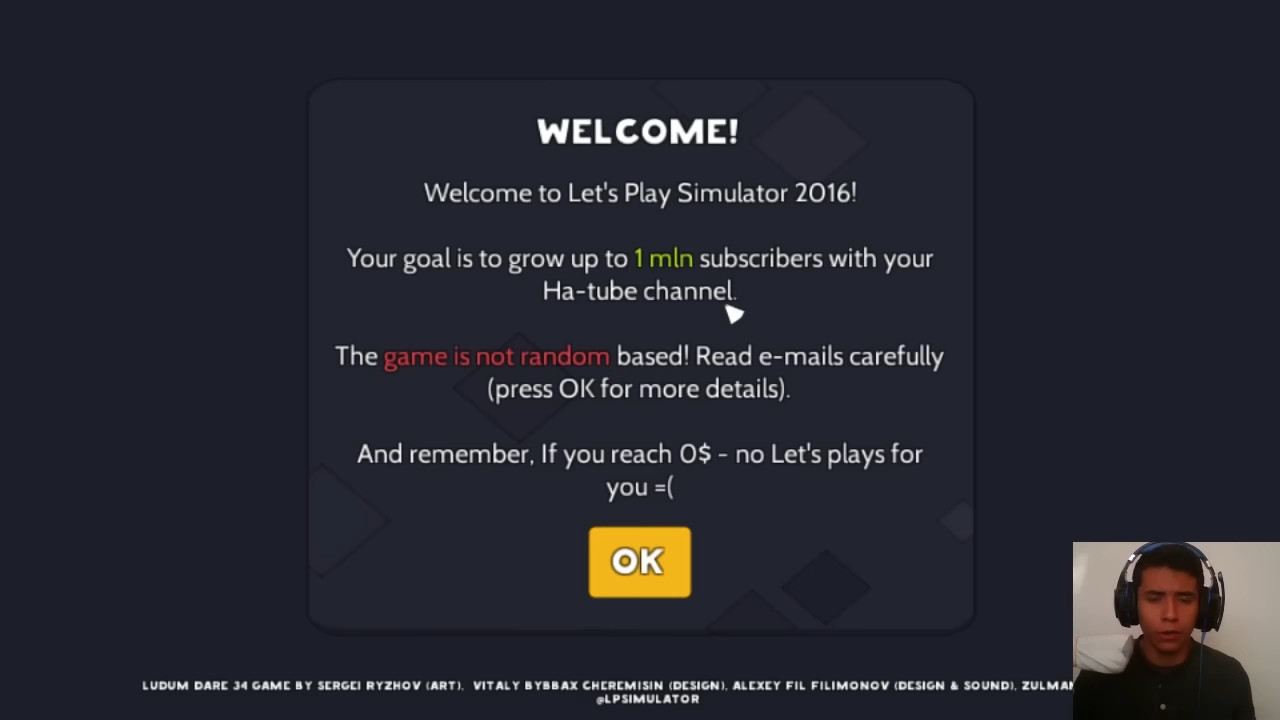 WELCOME!
Welcome to Let's Play Simulator 2016!
Your goal is to grow up to 1 mln subscribers with your
Ha-tube channel.
The game is not random based! Read e-mails carefully
(press OK for more details).
And remember, If you reach 0$ - no Let's plays for
you =(
OK
LUDUM DARE 34 GAME BY SERGEI RYZHOV (ART), VITALY BYBBAX CHEREMISIN (DESIGN), ALEXEY FIL FILIMONOV (DESIGN & SOUND), ZULMAN
@LPSIMULATOR